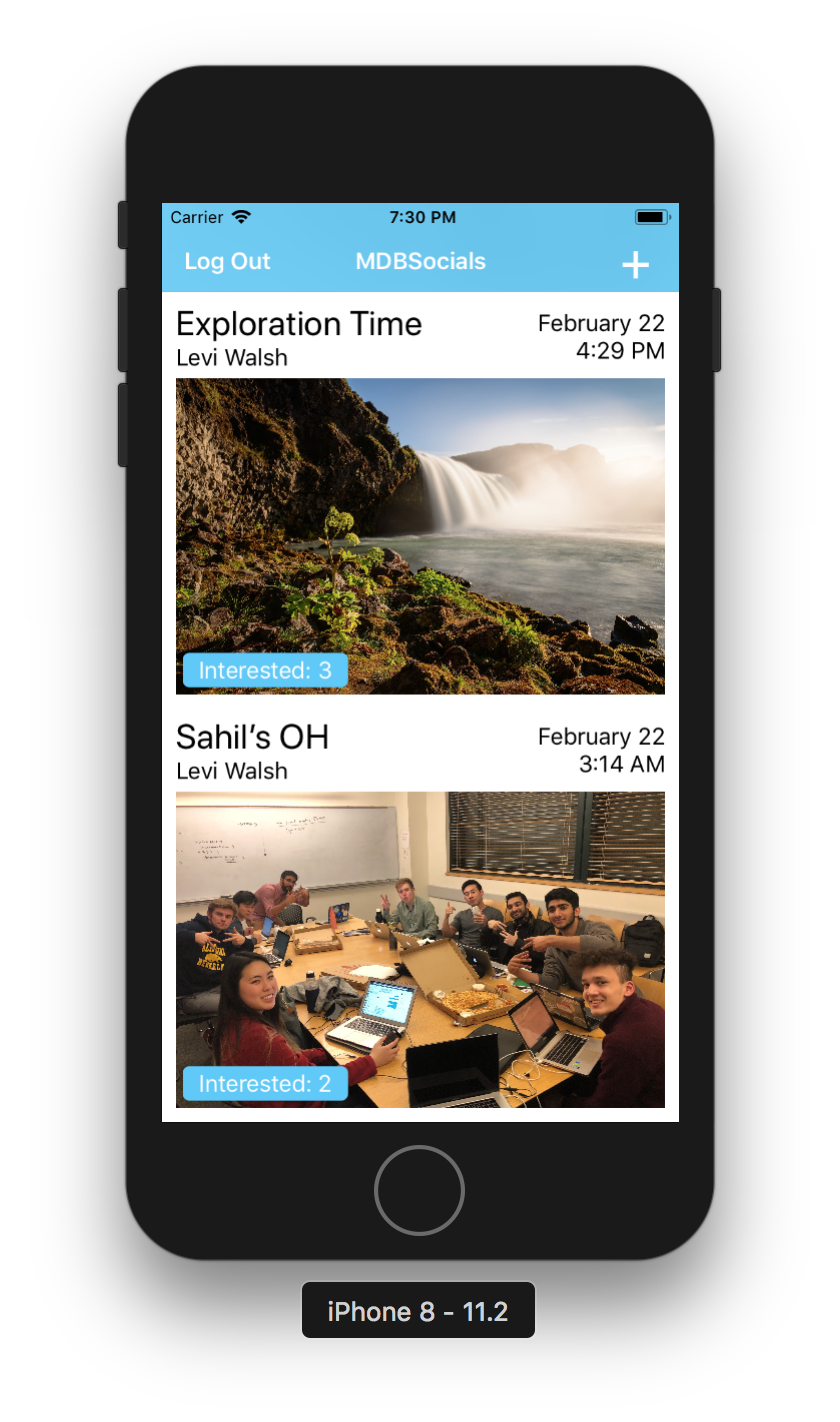 Carrier 7:30 PM
Log Out MDBSocials +
Exploration Time February 22
Levi Walsh 4:29 PM
Interested: 3
Sahil’s OH February 22
Levi Walsh 3:14 AM
Interested: 2
iPhone 8 - 11.2